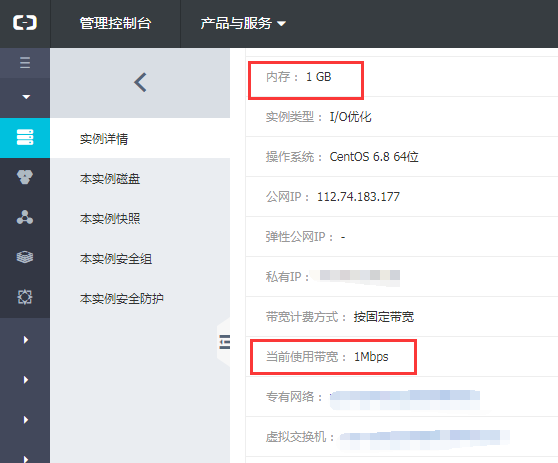 管理控制台
产品与服务
内存： 1 GB
实例详情
实例类型： I/O优化
操作系统： CentOS 6.8 64位
本实例磁盘
公网IP： 112.74.183.177
本实例快照
弹性公网IP： -
本实例安全组
私有IP：
本实例安全防护
带宽计费方式： 按固定带宽
当前使用带宽： 1Mbps
专有网络：
虚拟交换机：